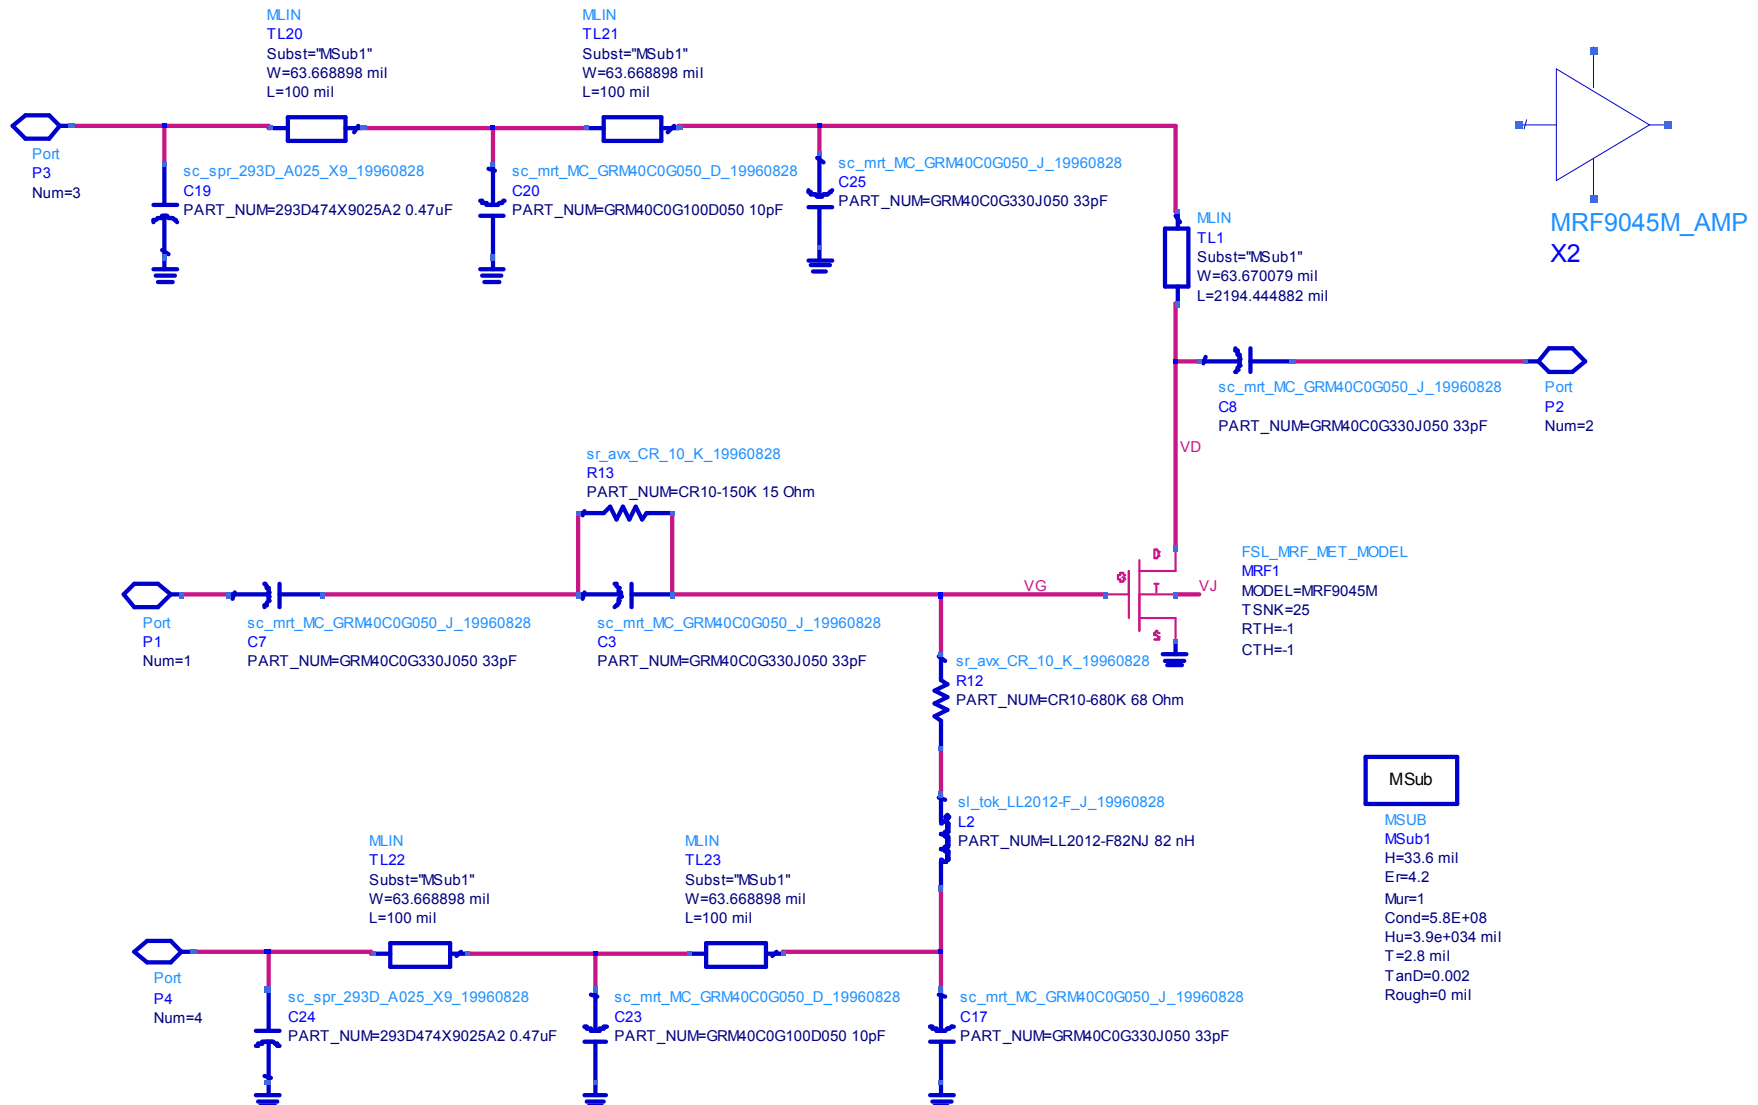 MLIN
TL20
Subst="MSub1"
W=63.668898 mil
L=100 mil
MLIN
TL21
Subst="MSub1"
W=63.668898 mil
L=100 mil
Port
P3
Num=3
sc_spr_293D_A025_X9_19960828
C19
PART_NUM=293D474X9025A2 0.47uF
sc_mrt_MC_GRM40C0G050_D_19960828
C20
PART_NUM=GRM40C0G100D050 10pF
sc_mrt_MC_GRM40C0G050_J_19960828
C25
PART_NUM=GRM40C0G330J050 33pF
MRF9045M_AMP
X2
MLIN
TL1
Subst="MSub1"
W=63.670079 mil
L=2194.444882 mil
sc_mrt_MC_GRM40C0G050_J_19960828
C8
PART_NUM=GRM40C0G330J050 33pF
Port
P2
Num=2
VD
sr_avx_CR_10_K_19960828
R13
PART_NUM=CR10-150K 15 Ohm
Port
P1
Num=1
sc_mrt_MC_GRM40C0G050_J_19960828
C7
PART_NUM=GRM40C0G330J050 33pF
sc_mrt_MC_GRM40C0G050_J_19960828
C3
PART_NUM=GRM40C0G330J050 33pF
VG
D
G
T
S
VJ
FSL_MRF_MET_MODEL
MRF1
MODEL=MRF9045M
TSNK=25
RTH=-1
CTH=-1
sr_avx_CR_10_K_19960828
R12
PART_NUM=CR10-680K 68 Ohm
sl_tok_LL2012-F_J_19960828
L2
PART_NUM=LL2012-F82NJ 82 nH
MSub
MSUB
MSub1
H=33.6 mil
Er=4.2
Mur=1
Cond=5.8E+08
Hu=3.9e+034 mil
T=2.8 mil
TanD=0.002
Rough=0 mil
MLIN
TL22
Subst="MSub1"
W=63.668898 mil
L=100 mil
MLIN
TL23
Subst="MSub1"
W=63.668898 mil
L=100 mil
Port
P4
Num=4
sc_spr_293D_A025_X9_19960828
C24
PART_NUM=293D474X9025A2 0.47uF
sc_mrt_MC_GRM40C0G050_D_19960828
C23
PART_NUM=GRM40C0G100D050 10pF
sc_mrt_MC_GRM40C0G050_J_19960828
C17
PART_NUM=GRM40C0G330J050 33pF